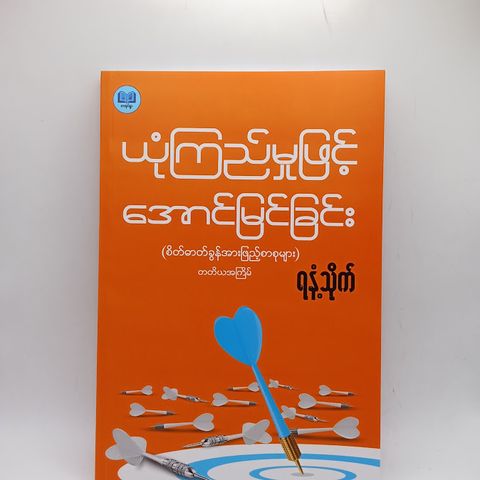 ယုံကြည်မှုဖြင့်
အောင်မြင်ခြင်း
(စိတ်ဓာတ်ခွန်အားဖြည့်စာစုများ)
တတိယအကြိမ်
ရန့်သိုက်